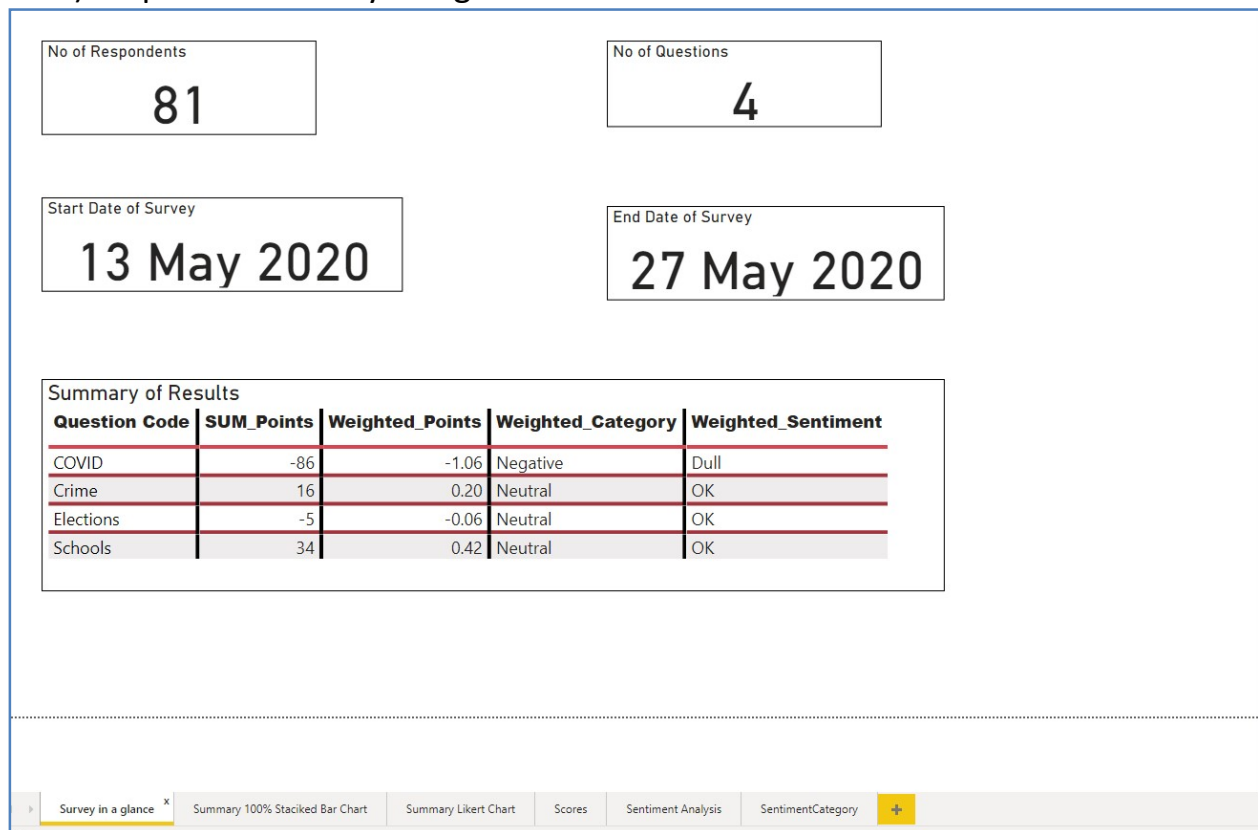 No of Respondents
81
No of Questions
4
Start Date of Survey
13 May 2020
End Date of Survey
27 May 2020
Summary of Results
Question Code SUM_Points Weighted_Points Weighted_Category Weighted_Sentiment
COVID -86 -1.06 Negative Dull
Crime 16 0.20 Neutral OK
Elections -5 -0.06 Neutral OK
Schools 34 0.42 Neutral OK
Survey in a glance x Summary 100% Staciked Bar Chart Summary Likert Chart Scores Sentiment Analysis SentimentCategory +